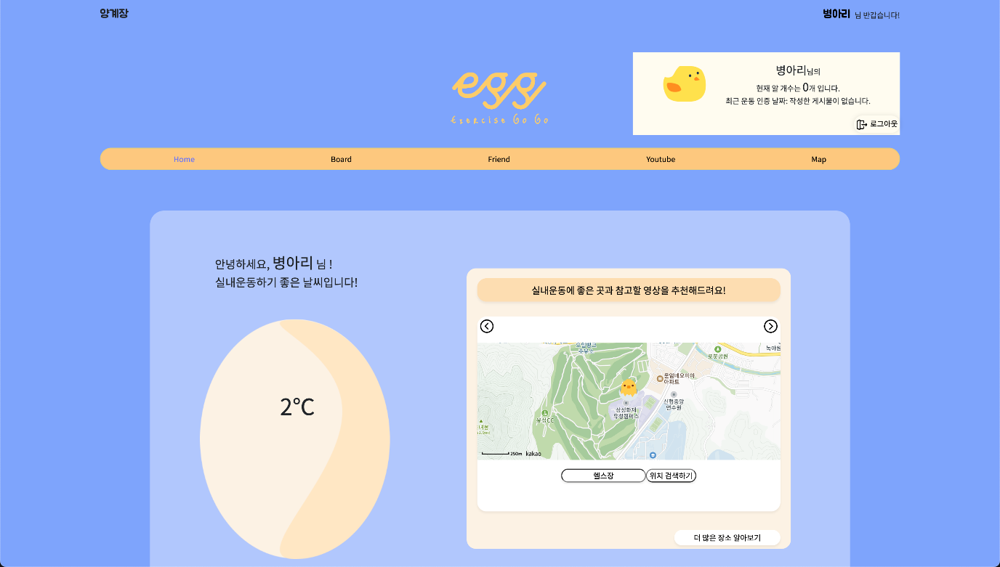 양계장
병아리 님 반갑습니다!
egg
Exercise Go Go
병아리님의
현재 알 개수는 0개 입니다.
최근 운동 인증 날짜: 작성한 게시물이 없습니다.
로그아웃
Home
Board
Friend
Youtube
Map
안녕하세요, 병아리 님 !
실내운동하기 좋은 날씨입니다!
2°C
실내운동에 좋은 곳과 참고할 영상을 추천해드려요!
로봇공원
녹야원
운암네오미아
아파트
신협중앙
연수원
삼성화재
유성캠퍼스
유성CC
250m
kakao
헬스장
위치 검색하기
더 많은 장소 알아보기